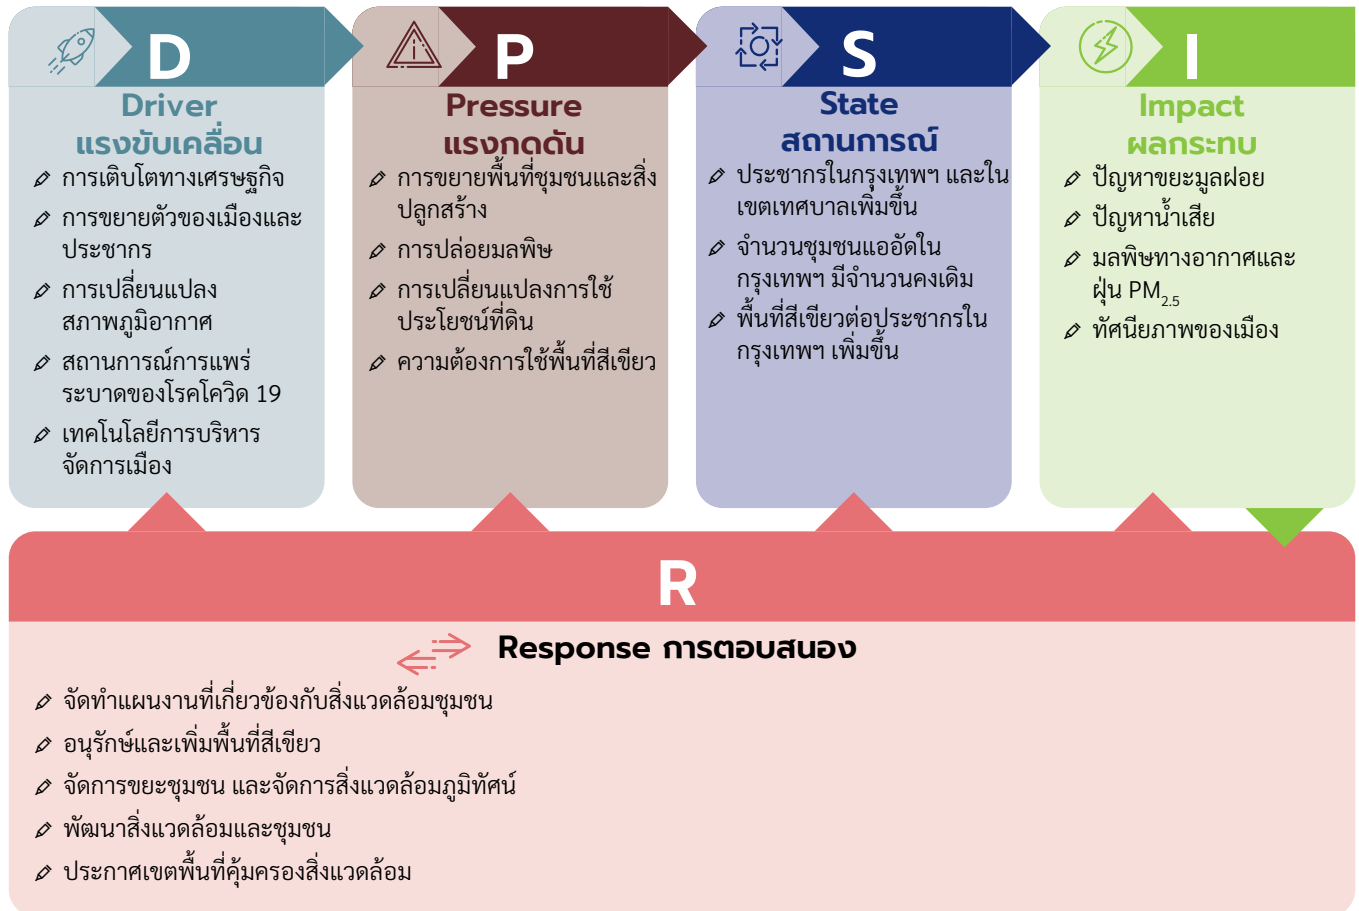 D
Driver
แรงขับเคลื่อน
การเติบโตทางเศรษฐกิจ
การขยายตัวของเมืองและ
ประชากร
การเปลี่ยนแปลง
สภาพภูมิอากาศ
สถานการณ์การแพร่
ระบาดของโรคโควิด 19
เทคโนโลยีการบริหาร
จัดการเมือง
P
Pressure
แรงกดดัน
การขยายพื้นที่ชุมชนและสิ่ง
ปลูกสร้าง
การปล่อยมลพิษ
การเปลี่ยนแปลงการใช้
ประโยชน์ที่ดิน
ความต้องการใช้พื้นที่สีเขียว
S
State
สถานการณ์
ประชากรในกรุงเทพฯ และใน
เขตเทศบาลเพิ่มขึ้น
จำนวนชุมชนแออัดใน
กรุงเทพฯ มีจำนวนคงเดิม
พื้นที่สีเขียวต่อประชากรใน
กรุงเทพฯ เพิ่มขึ้น
I
Impact
ผลกระทบ
ปัญหาขยะมูลฝอย
ปัญหาน้ำเสีย
มลพิษทางอากาศและ
ฝุ่น PM2.5
ทัศนียภาพของเมือง
R
Response การตอบสนอง
จัดทำแผนงานที่เกี่ยวข้องกับสิ่งแวดล้อมชุมชน
อนุรักษ์และเพิ่มพื้นที่สีเขียว
จัดการขยะชุมชน และจัดการสิ่งแวดล้อมภูมิทัศน์
พัฒนาสิ่งแวดล้อมและชุมชน
ประกาศเขตพื้นที่คุ้มครองสิ่งแวดล้อม